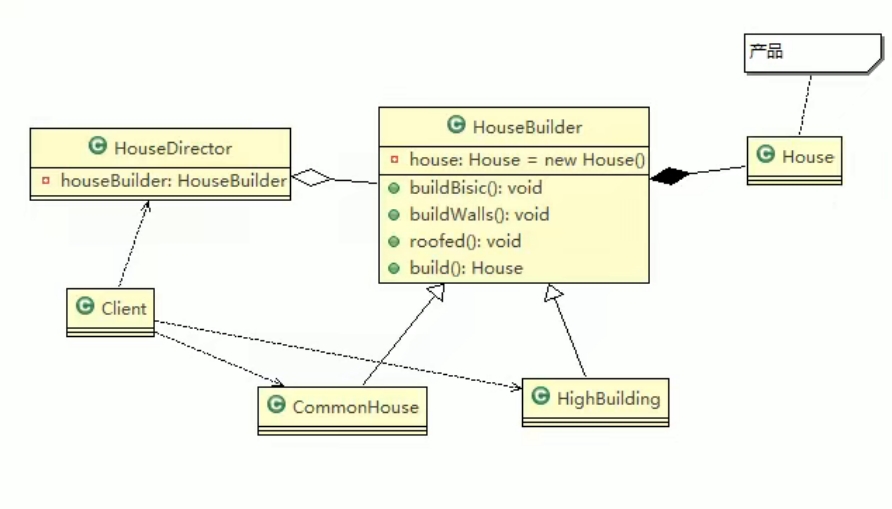 产品
HouseDirector
houseBuilder: HouseBuilder
HouseBuilder
house: House = new House()
buildBisic(): void
buildWalls(): void
roofed(): void
build(): House
House
Client
CommonHouse
HighBuilding